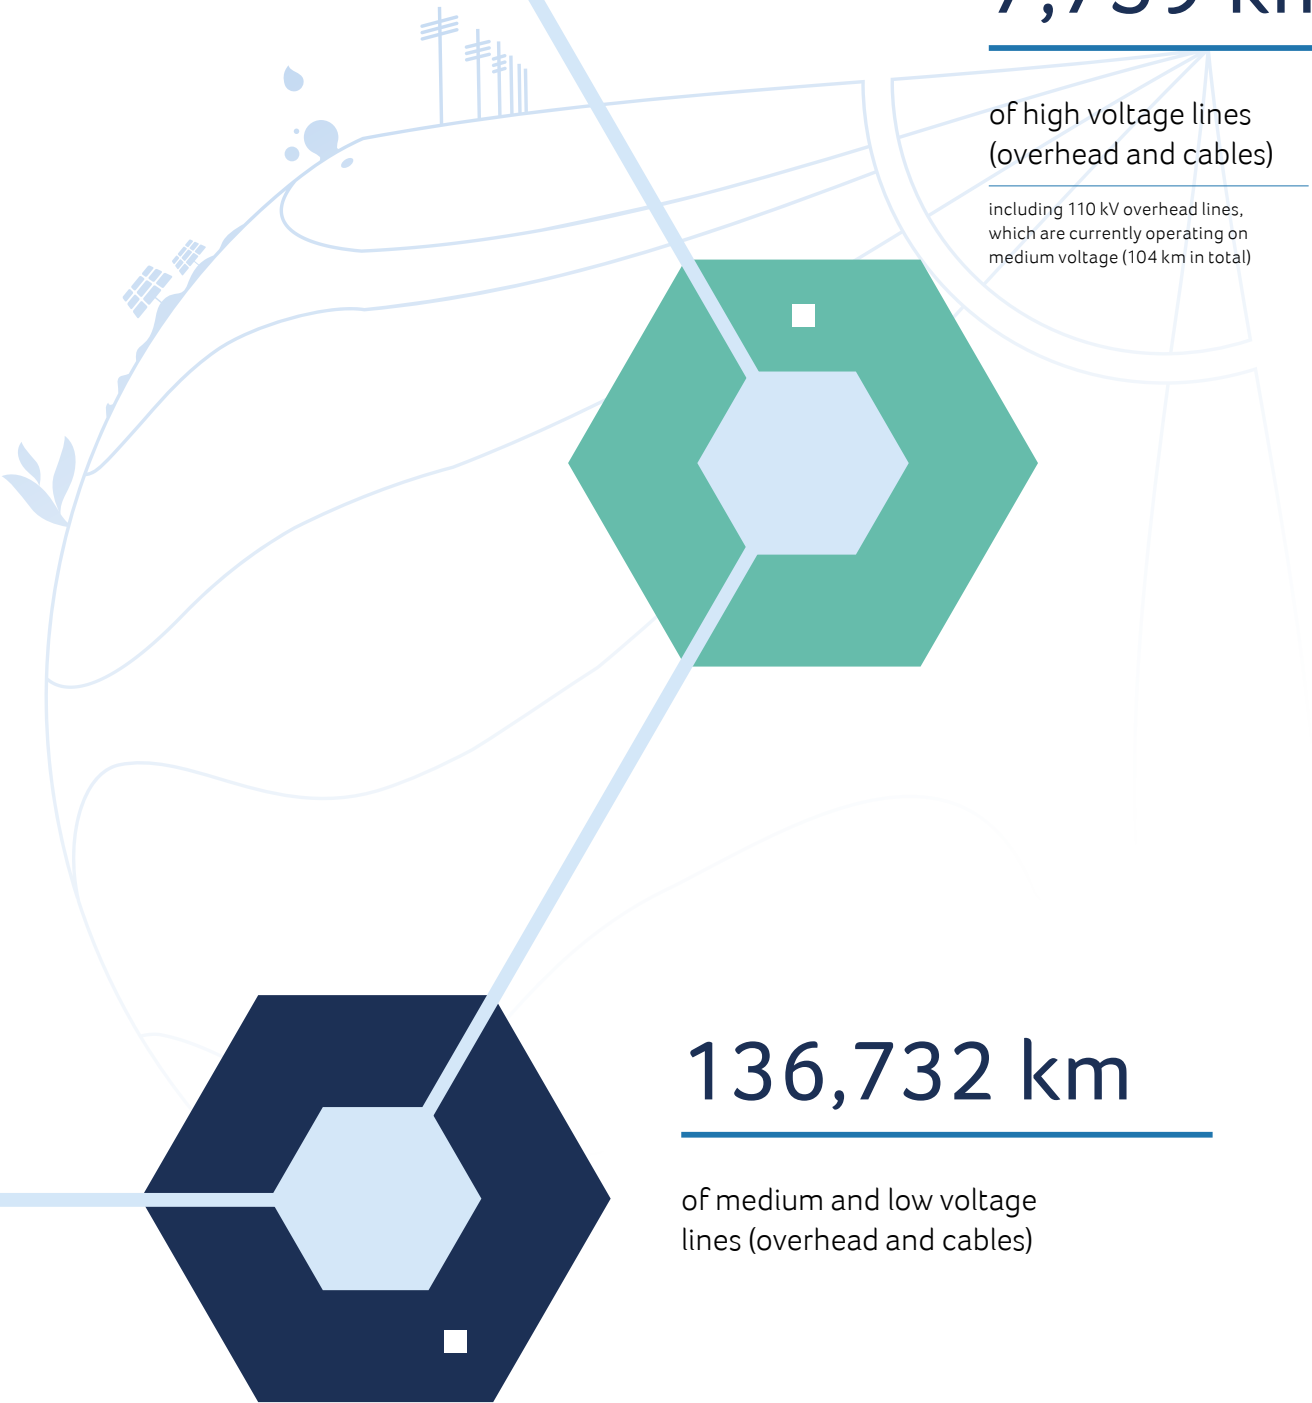 of high voltage lines
(overhead and cables)
including 110 kV overhead lines,
which are currently operating on
medium voltage (104 km in total)
136,732 km
of medium and low voltage
lines (overhead and cables)